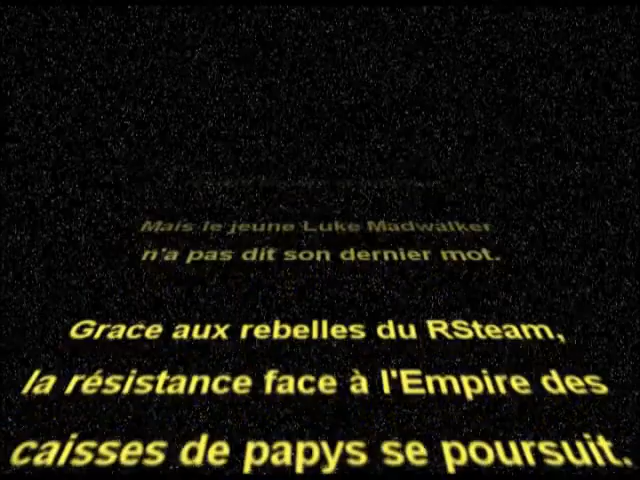 Mais le jeune Luke Madwalker
n'a pas dit son dernier mot.
Grace aux rebelles du RSteam,
la résistance face à l'Empire des
caisses de papys se poursuit.